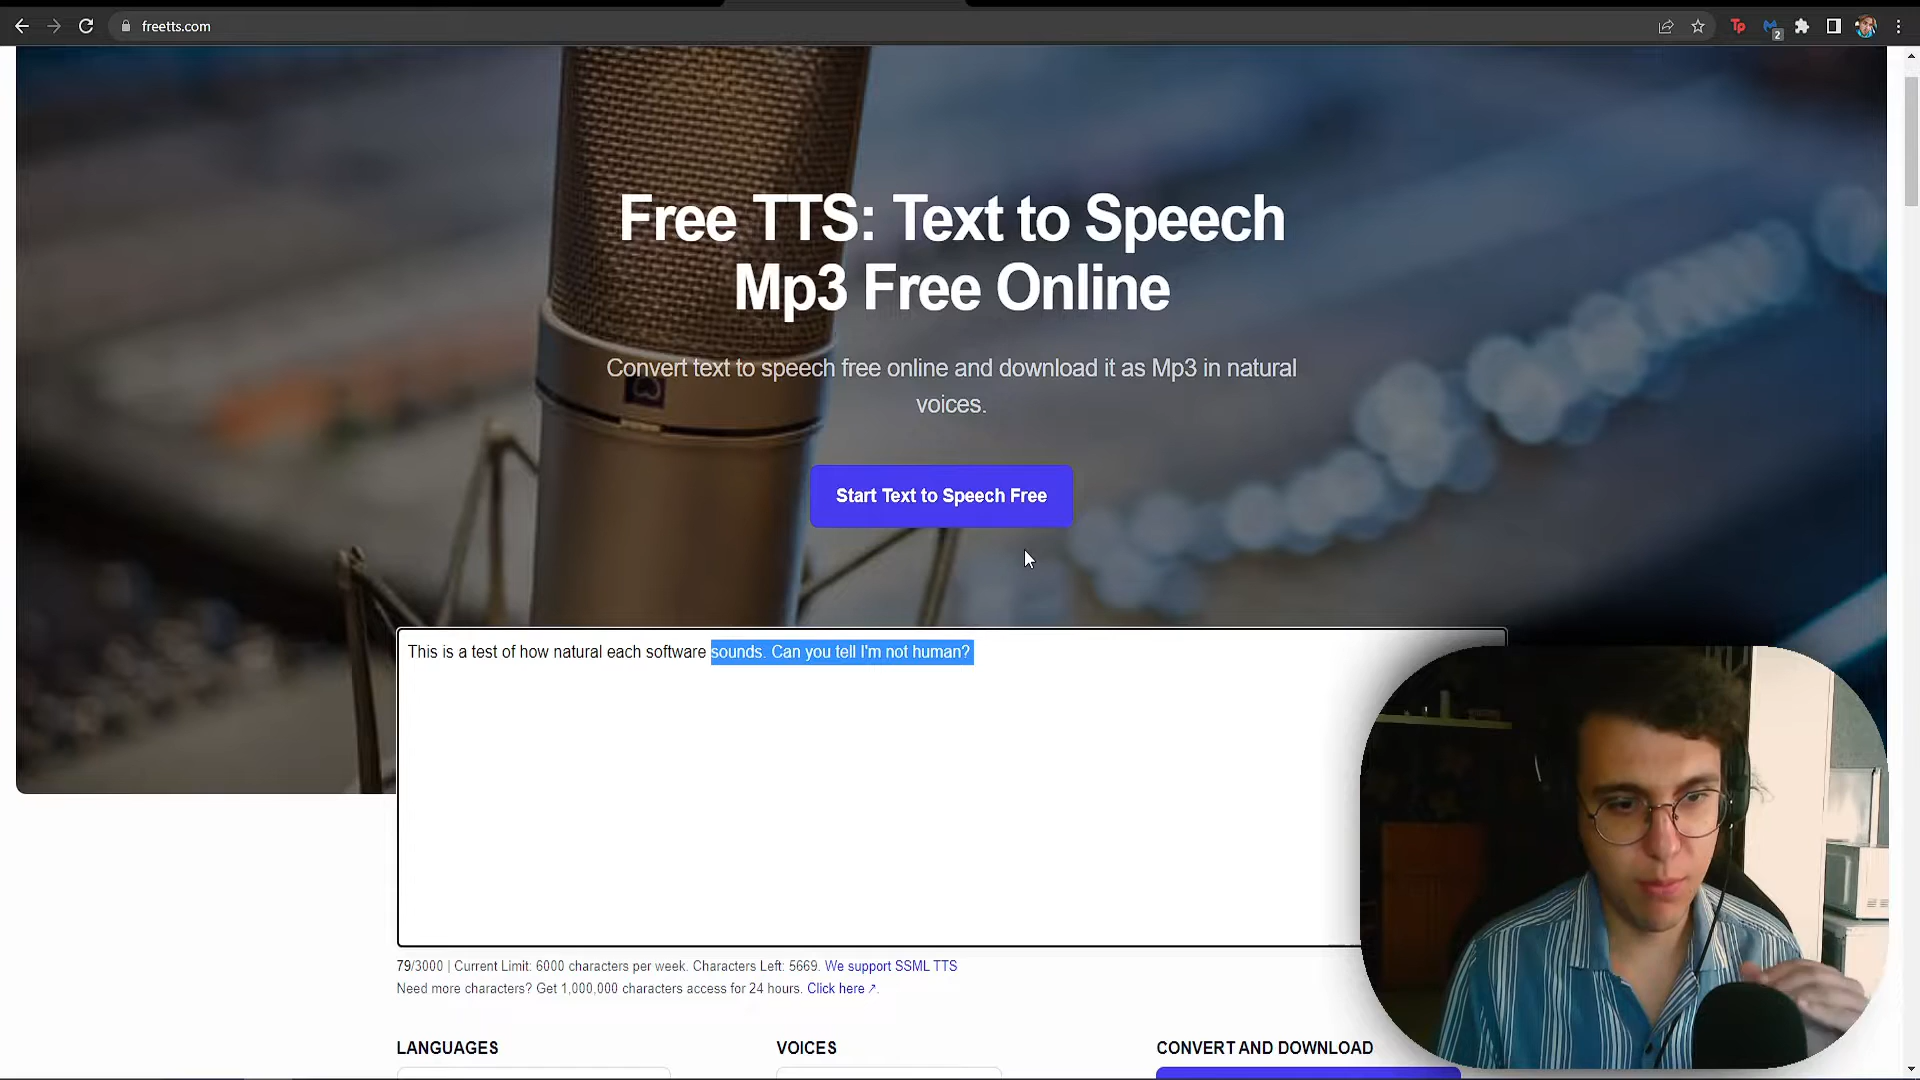 freetts.com
2
Free TTS: Text to Speech
Mp3 Free Online
Convert text to speech free online and download it as Mp3 in natural
voices.
Start Text to Speech Free
This is a test of how natural each software sounds. Can you tell I'm not human?
79/3000 | Current Limit: 6000 characters per week. Characters Left: 5669. We support SSML TTS
Need more characters? Get 1,000,000 characters access for 24 hours. Click here ↗.
LANGUAGES
VOICES
CONVERT AND DOWNLOAD